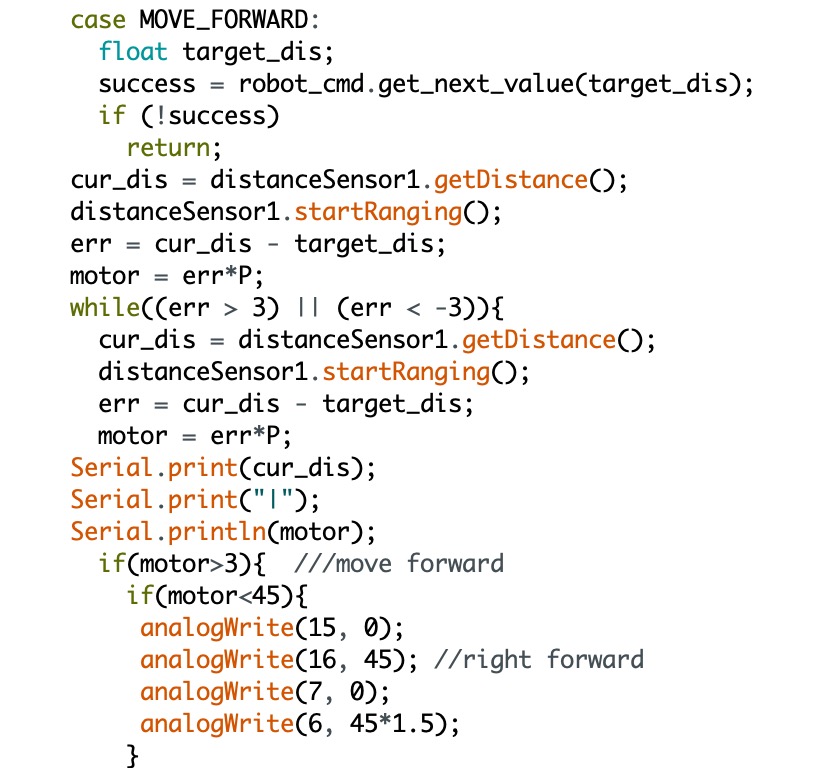 case MOVE_FORWARD:
  float target_dis;
  success = robot_cmd.get_next_value(target_dis);
  if (!success)
    return;
cur_dis = distanceSensor1.getDistance();
distanceSensor1.startRanging();
err = cur_dis - target_dis;
motor = err*P;
while((err > 3) || (err < -3)){
  cur_dis = distanceSensor1.getDistance();
  distanceSensor1.startRanging();
  err = cur_dis - target_dis;
  motor = err*P;
Serial.print(cur_dis);
Serial.print("|");
Serial.println(motor);
  if(motor>3){  ///move forward
    if(motor<45){
     analogWrite(15, 0);
     analogWrite(16, 45); //right forward
     analogWrite(7, 0);
     analogWrite(6, 45*1.5);
    }